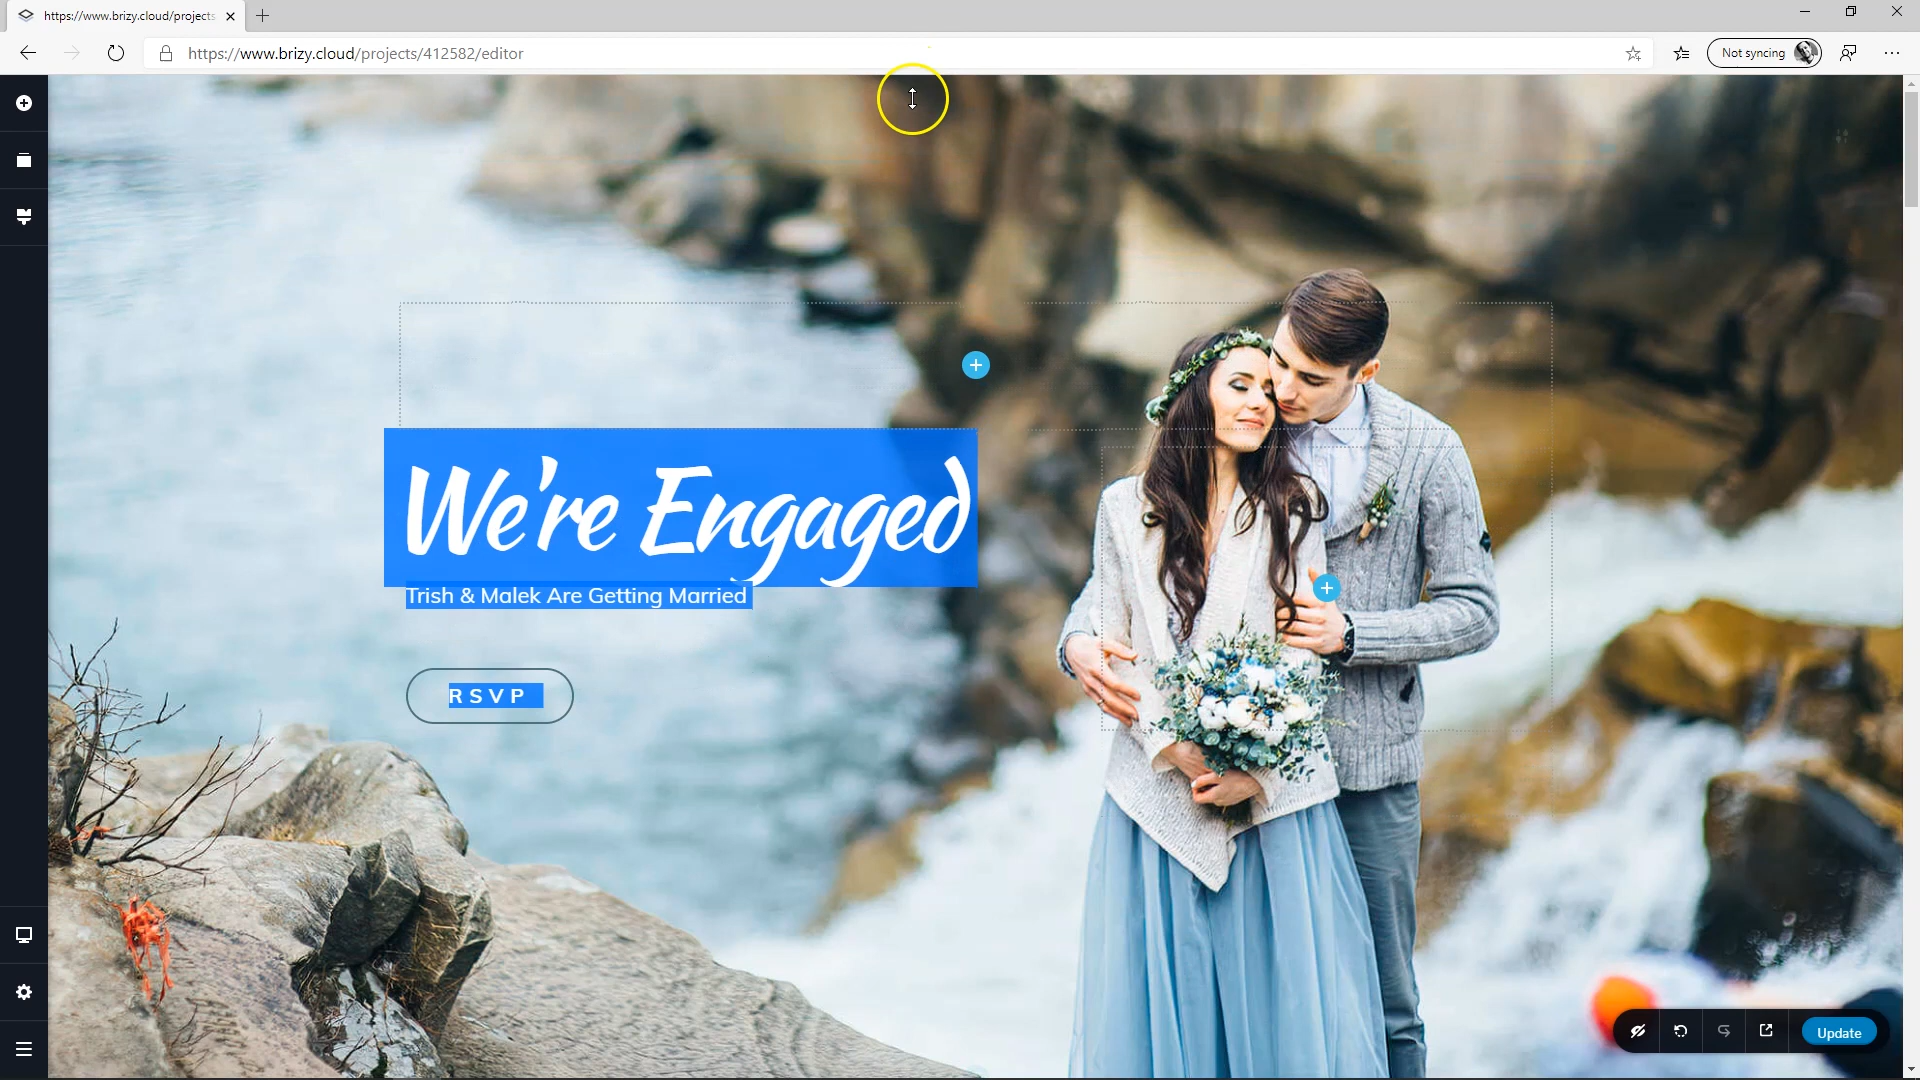 https://www.brizy.cloud/projects
https://www.brizy.cloud/projects/412582/editor
Not syncing
We're Engaged
Trish & Malek Are Getting Married
RSVP
Update